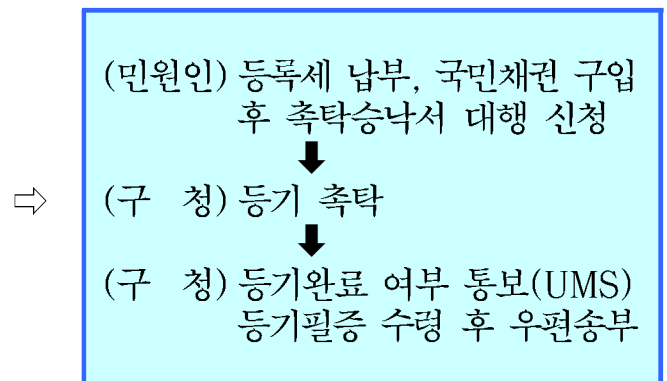 (민원인) 등록세 납부, 국민채권 구입
후 촉탁승낙서 대행 신청
(구 청) 등기 촉탁
(구 청) 등기완료 여부 통보(UMS)
등기필증 수령 후 우편송부